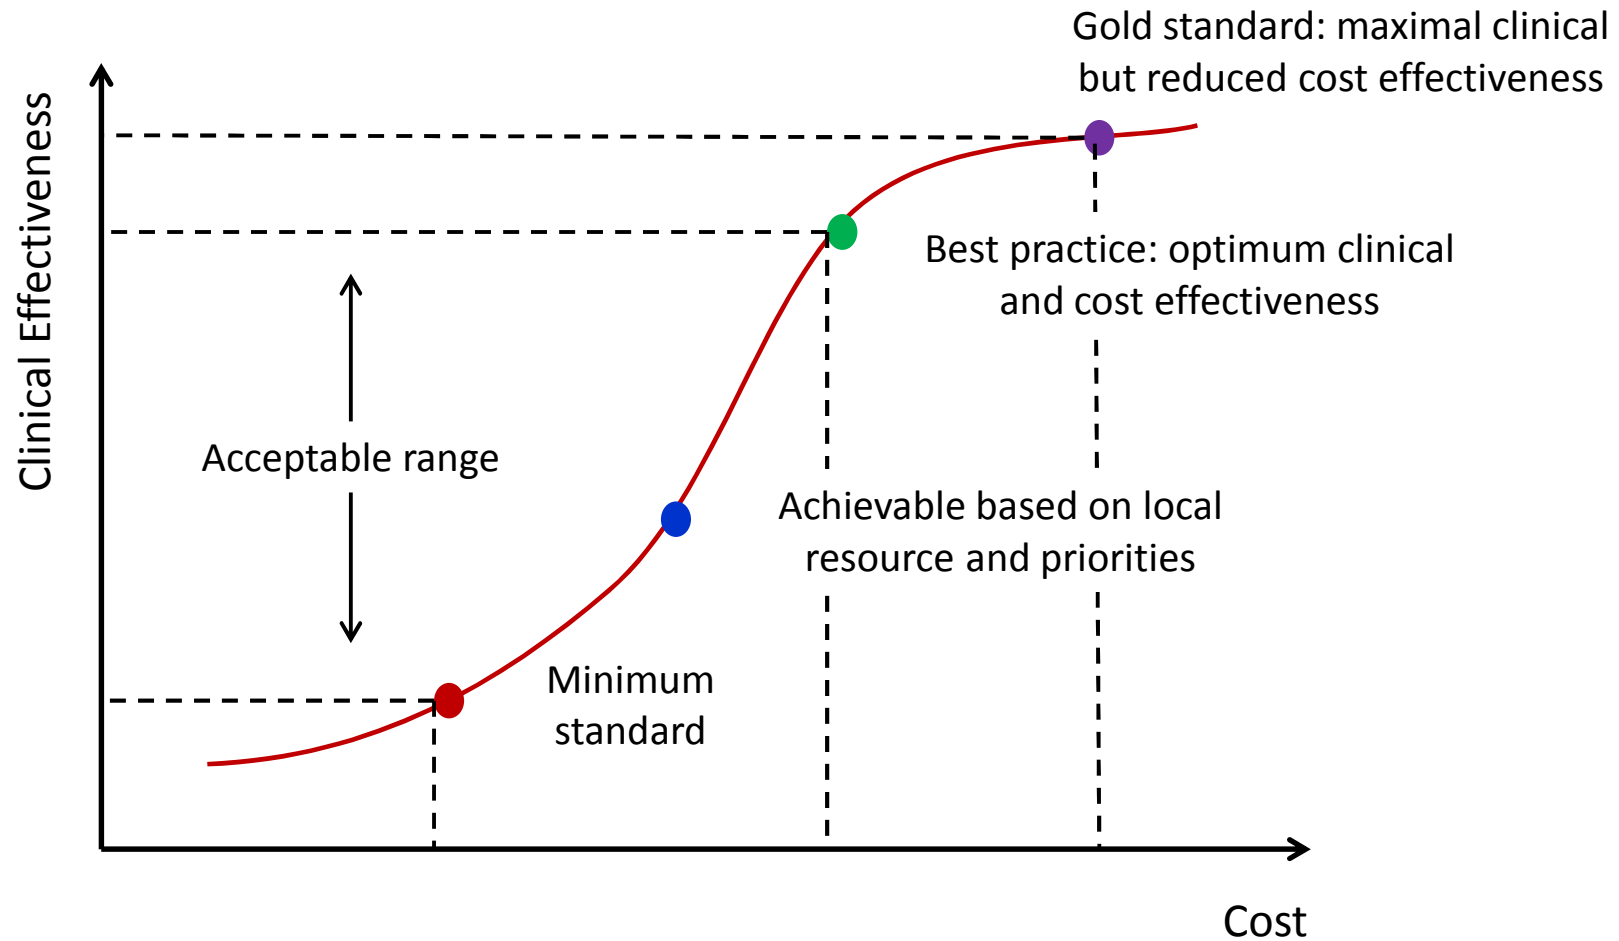 Gold standard: maximal clinical
but reduced cost effectiveness
Clinical Effectiveness
Best practice: optimum clinical
and cost effectiveness
Acceptable range
Achievable based on local
resource and priorities
Minimum
standard
Cost